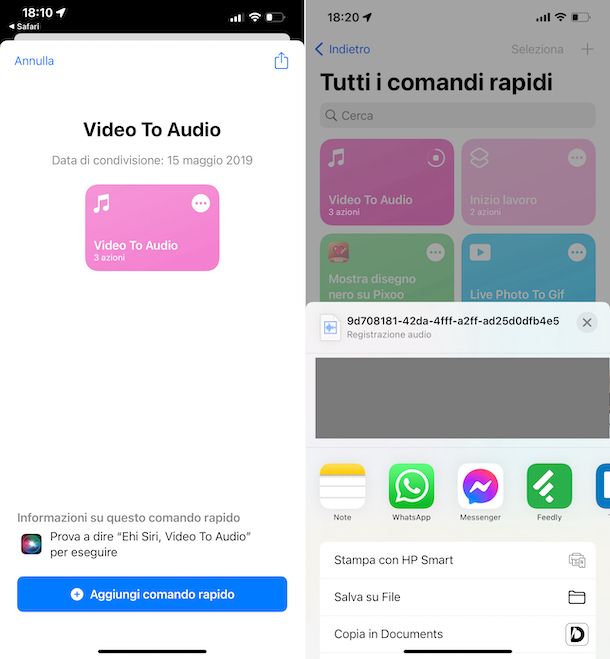 18:10
◂ Safari
Annulla
Video To Audio
Data di condivisione: 15 maggio 2019
Video To Audio
3 azioni
Informazioni su questo comando rapido
Prova a dire “Ehi Siri, Video To Audio”
per eseguire
Aggiungi comando rapido
18:20
Indietro
Seleziona
Tutti i comandi rapidi
Cerca
Video To Audio
3 azioni
Inizio lavoro
2 azioni
Mostra disegno
nero su Pixoo
Live Photo To Gif
9d708181-42da-4fff-a2ff-ad25d0dfb4e5
Registrazione audio
Note
WhatsApp
Messenger
Feedly
Stampa con HP Smart
Salva su File
Copia in Documents